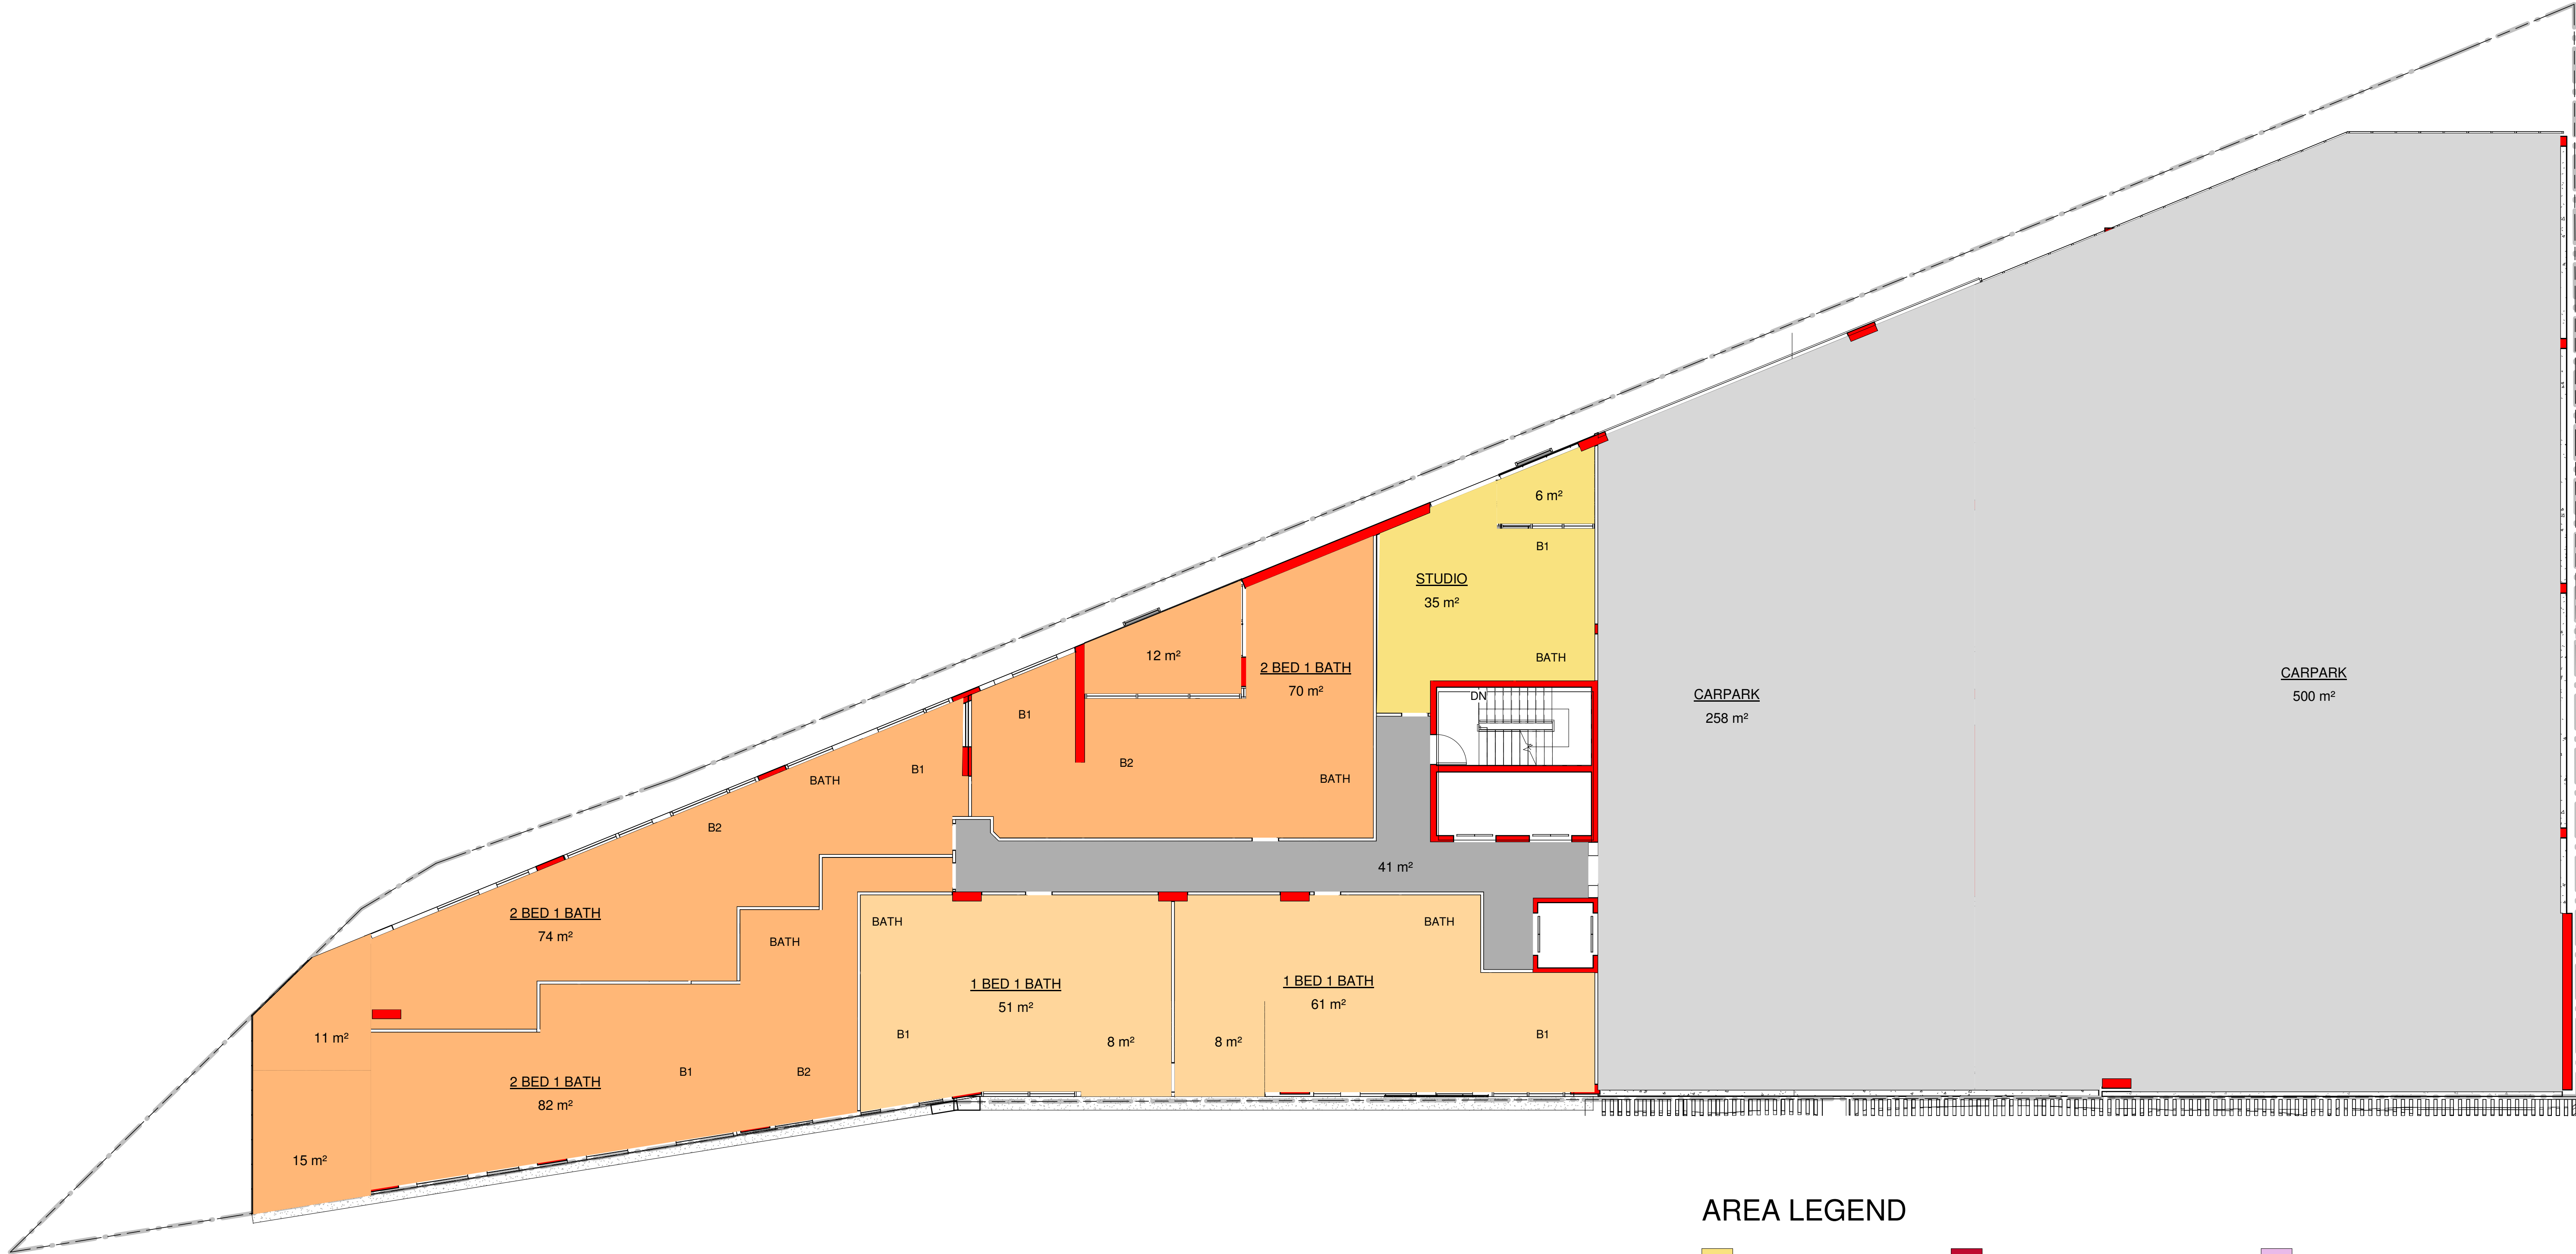 6 m²
B1
STUDIO
35 m²
BATH
12 m²
2 BED 1 BATH
70 m²
B1
B2
BATH
DN
CARPARK
258 m²
CARPARK
500 m²
BATH
B1
B2
41 m²
2 BED 1 BATH
74 m²
BATH
BATH
BATH
1 BED 1 BATH
51 m²
1 BED 1 BATH
61 m²
11 m²
B1
8 m²
8 m²
B1
2 BED 1 BATH
82 m²
B1
B2
15 m²
AREA LEGEND